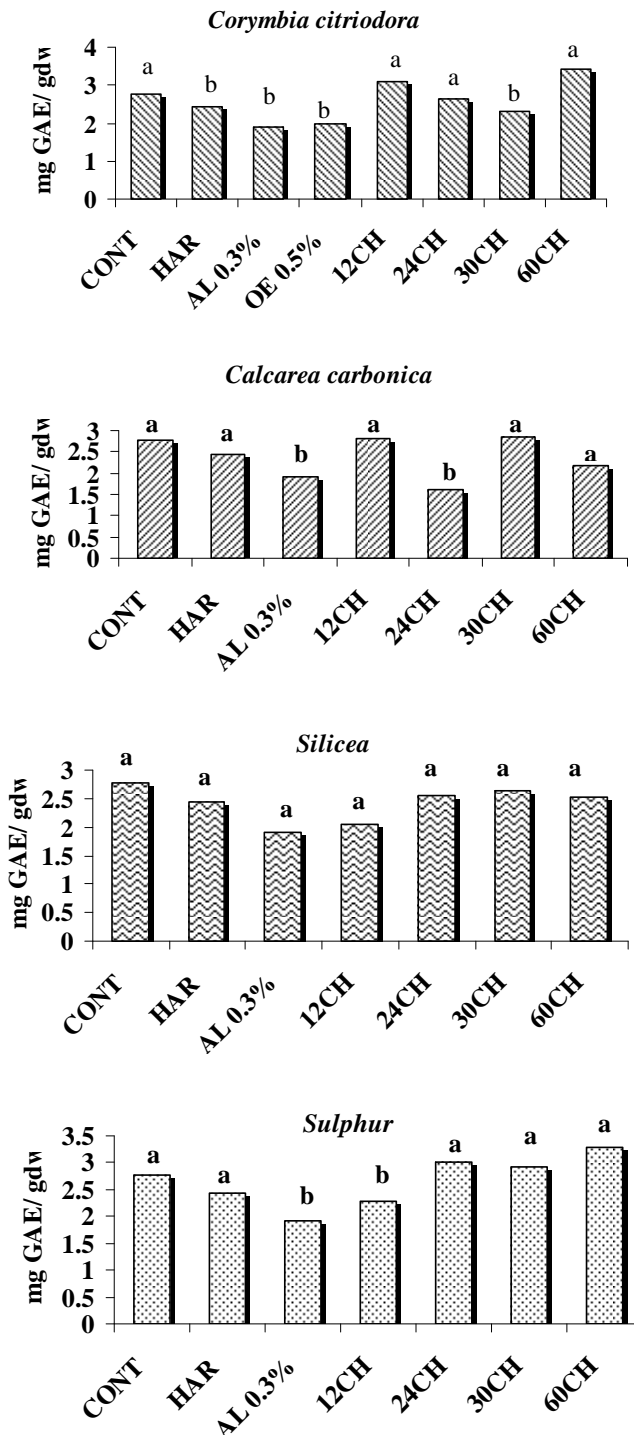 Corymbia citriodora
mg GAE/ gdw
4
3
2
1
0
a
b
b
b
a
a
b
a
CONT
HAR
AL 0.3%
OE 0.5%
12CH
24CH
30CH
60CH
Calcarea carbonica
mg GAE/ gdw
3
2.5
2
1.5
1
0.5
0
a
a
b
a
b
a
a
CONT
HAR
AL 0.3%
12CH
24CH
30CH
60CH
Silicea
mg GAE/ gdw
3
2.5
2
1.5
1
0.5
0
a
a
a
a
a
a
a
CONT
HAR
AL 0.3%
12CH
24CH
30CH
60CH
Sulphur
mg GAE/ gdw
3.5
3
2.5
2
1.5
1
0.5
0
a
a
b
b
a
a
a
CONT
HAR
AL 0.3%
12CH
24CH
30CH
60CH